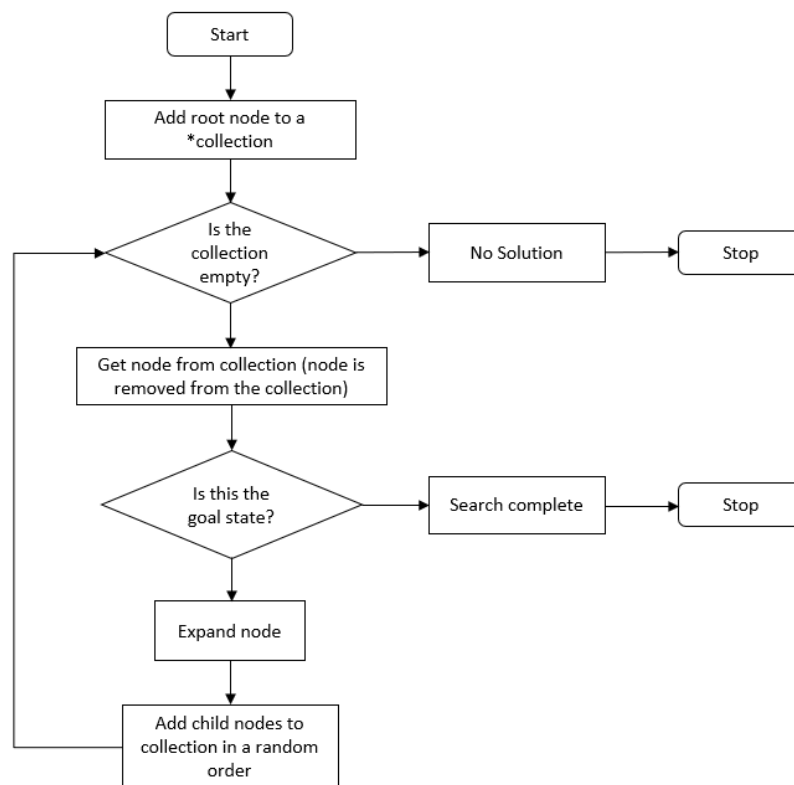 Start
Add root node to a
*collection
Is the
collection
empty?
No Solution
Stop
Get node from collection (node is
removed from the collection)
Is this the
goal state?
Search complete
Stop
Expand node
Add child nodes to
collection in a random
order